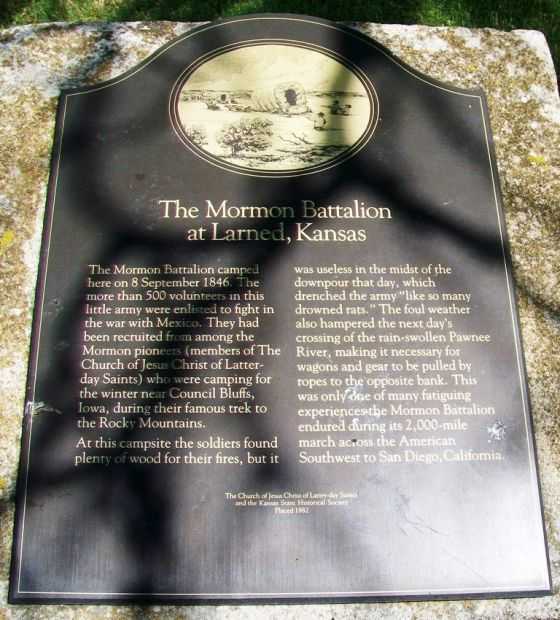 The Mormon Battalion
at Larned, Kansas
The Mormon Battalion camped
here on 8 September 1846. The
more than 500 volunteers in this
little army were enlisted to fight in
the war with Mexico. They had
been recruited from among the
Mormon pioneers (members of The
Church of Jesus Christ of Latter-
day Saints) who were camping for
the winter near Council Bluffs,
Iowa, during their famous trek to
the Rocky Mountains.
At this campsite the soldiers found
plenty of wood for their fires, but it
was useless in the midst of the
downpour that day, which
drenched the army "like so many
drowned rats." The foul weather
also hampered the next day's
crossing of the rain-swollen Pawnee
River, making it necessary for
wagons and gear to be pulled by
ropes to the opposite bank. This
was only one of many fatiguing
experiences the Mormon Battalion
endured during its 2,000-mile
march across the American
Southwest to San Diego, California.
The Church of Jesus Christ of Latter-day Saints
and the Kansas State Historical Society
Placed 1982